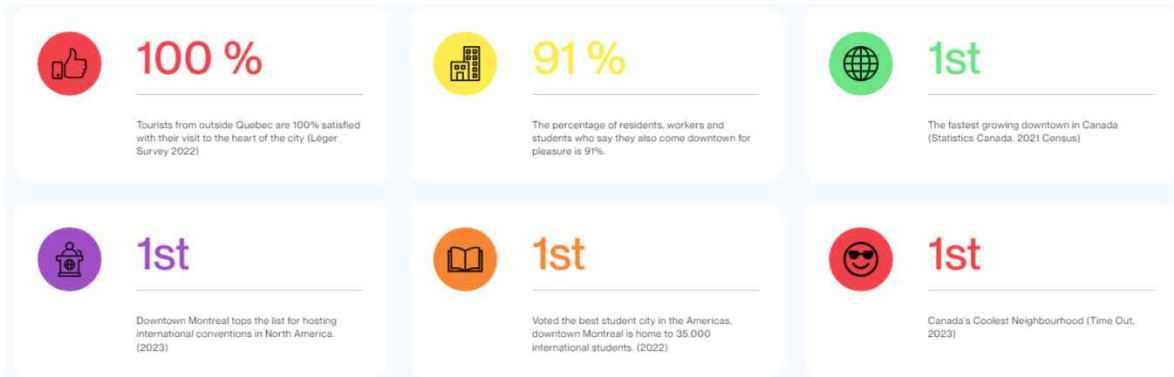 100 %
Tourists from outside Quebec are 100% satisfied
with their visit to the heart of the city (Léger
Survey 2022)
91 %
The percentage of residents, workers and
students who say they also come downtown for
pleasure is 91%.
1st
The fastest growing downtown in Canada
(Statistics Canada, 2021 Census)
1st
Downtown Montreal tops the list for hosting
international conventions in North America.
(2023)
1st
Voted the best student city in the Americas,
downtown Montreal is home to 35,000
international students. (2022)
1st
Canada's Coolest Neighbourhood (Time Out,
2023)